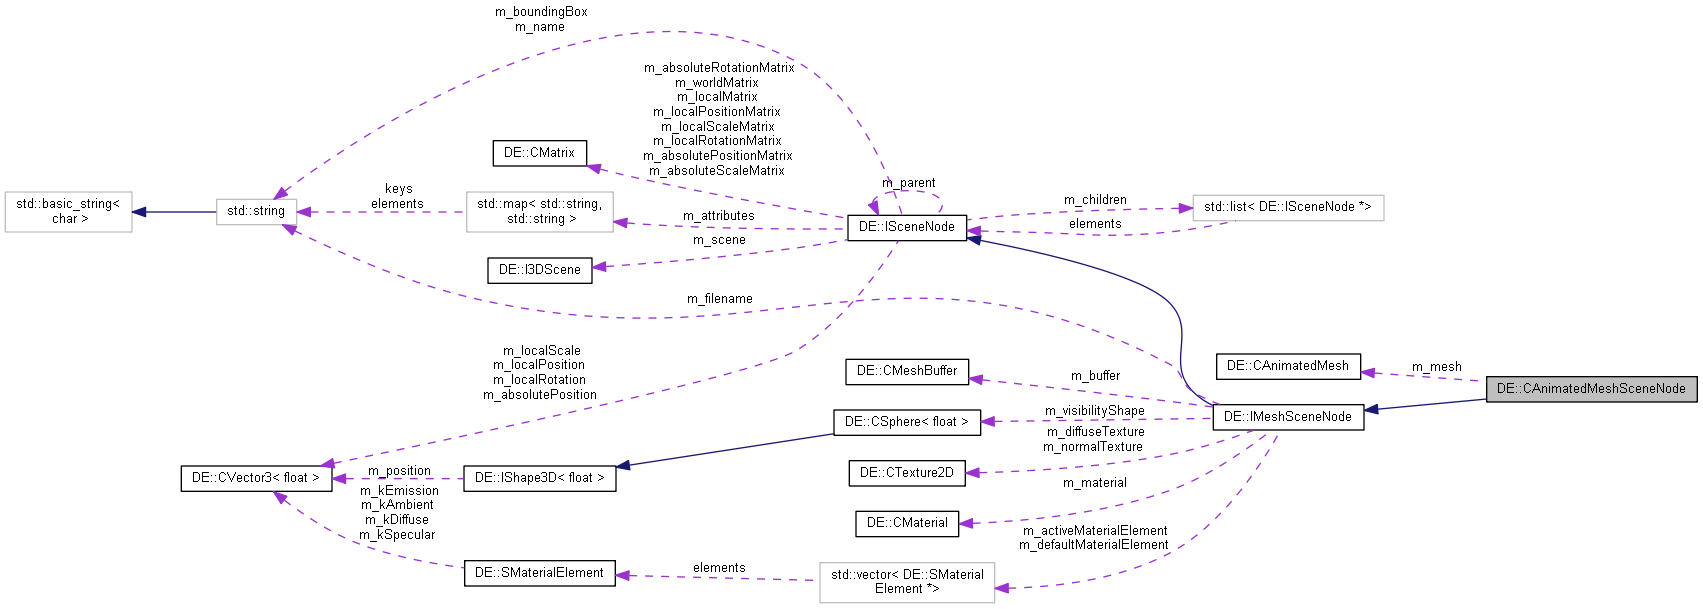 m_boundingBox
m_name
m_absoluteRotationMatrix
m_worldMatrix
m_localMatrix
m_localPositionMatrix
m_localScaleMatrix
m_localRotationMatrix
m_absolutePositionMatrix
m_absoluteScaleMatrix
DE::CMatrix
keys
elements
std::basic_string<
char >
std::string
std::map< std::string,
std::string >
m_attributes
m_parent
m_children
std::list< DE::ISceneNode *>
elements
DE::ISceneNode
m_scene
DE::I3DScene
m_filename
m_localScale
m_localPosition
m_localRotation
m_absolutePosition
DE::CMeshBuffer
m_buffer
DE::CAnimatedMesh
m_mesh
DE::CAnimatedMeshSceneNode
DE::CSphere< float >
m_visibilityShape
DE::IMeshSceneNode
m_diffuseTexture
m_normalTexture
DE::CTexture2D
m_material
DE::CMaterial
m_activeMaterialElement
m_defaultMaterialElement
DE::CVector3< float >
m_position
DE::IShape3D< float >
m_kEmission
m_kAmbient
m_kDiffuse
m_kSpecular
DE::SMaterialElement
elements
std::vector< DE::SMaterial
Element *>